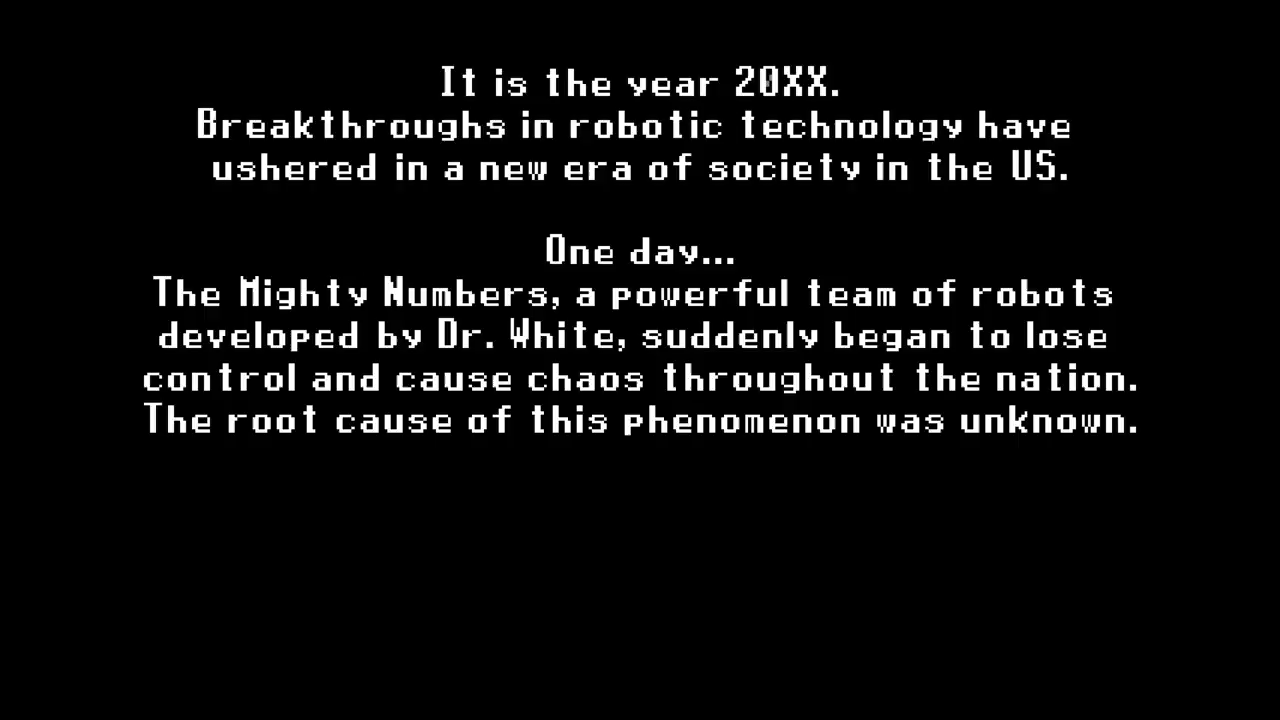 It is the year 20XX.
Breakthroughs in robotic technology have
ushered in a new era of society in the US.
One day...
The Mighty Numbers, a powerful team of robots
developed by Dr. White, suddenly began to lose
control and cause chaos throughout the nation.
The root cause of this phenomenon was unknown.